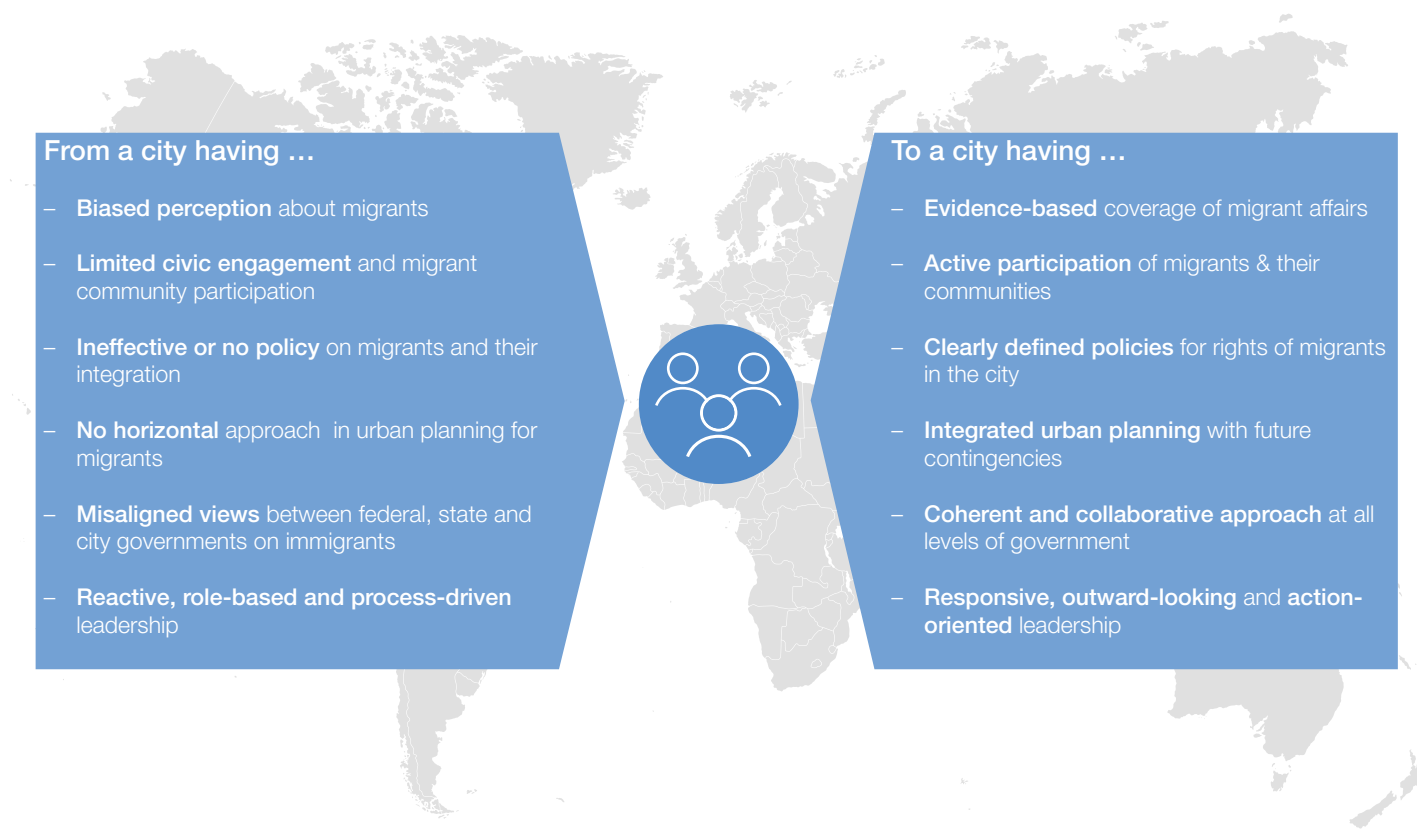 From a city having …
– Biased perception about migrants
– Limited civic engagement and migrant
community participation
– Ineffective or no policy on migrants and their
integration
– No horizontal approach  in urban planning for
migrants
– Misaligned views between federal, state and
city governments on immigrants
– Reactive, role-based and process-driven
leadership
To a city having …
– Evidence-based coverage of migrant affairs
– Active participation of migrants & their
communities
– Clearly defined policies for rights of migrants
in the city
– Integrated urban planning with future
contingencies
– Coherent and collaborative approach at all
levels of government
– Responsive, outward-looking and action-
oriented leadership